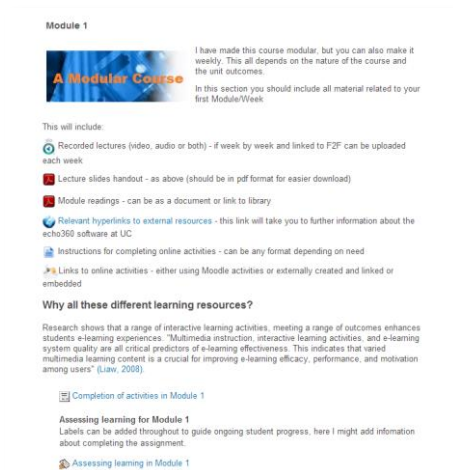 Module 1
A Modular Course
I have made this course modular, but you can also make it
weekly. This all depends on the nature of the course and
the unit outcomes.
In this section you should include all material related to your
first Module/Week
This will include:
Recorded lectures (video, audio or both) - if week by week and linked to F2F can be uploaded
each week
Lecture slides handout - as above (should be in pdf format for easier download)
Module readings - can be as a document or link to library
Relevant hyperlinks to external resources - this link will take you to further information about the
echo360 software at UC
Instructions for completing online activities - can be any format depending on need
Links to online activities - either using Moodle activities or externally created and linked or
embedded
Why all these different learning resources?
Research shows that a range of interactive learning activities, meeting a range of outcomes enhances
students e-learning experiences. "Multimedia instruction, interactive learning activities, and e-learning
system quality are all critical predictors of e-learning effectiveness. This indicates that varied
multimedia learning content is a crucial for improving e-learning efficacy, performance, and motivation
among users" (Liaw, 2008).
Completion of activities in Module 1
Assessing learning for Module 1
Labels can be added throughout to guide ongoing student progress, here I might add infomation
about completing the assignment.
Assessing learning in Module 1